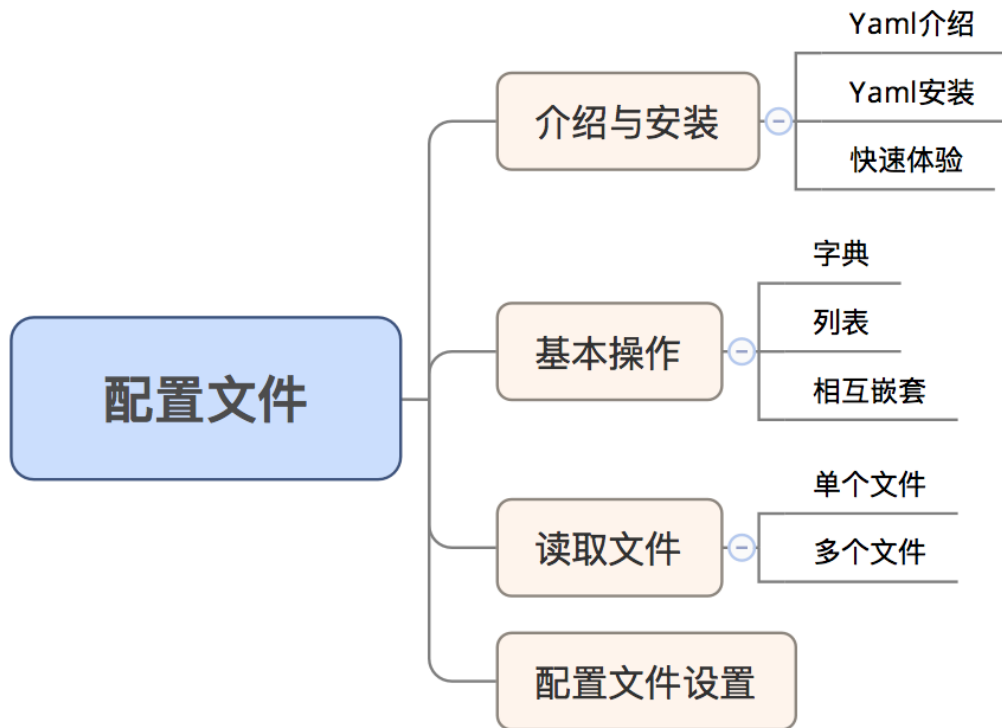 配置文件
介绍与安装
Yaml介绍
Yaml安装
快速体验
基本操作
字典
列表
相互嵌套
读取文件
单个文件
多个文件
配置文件设置